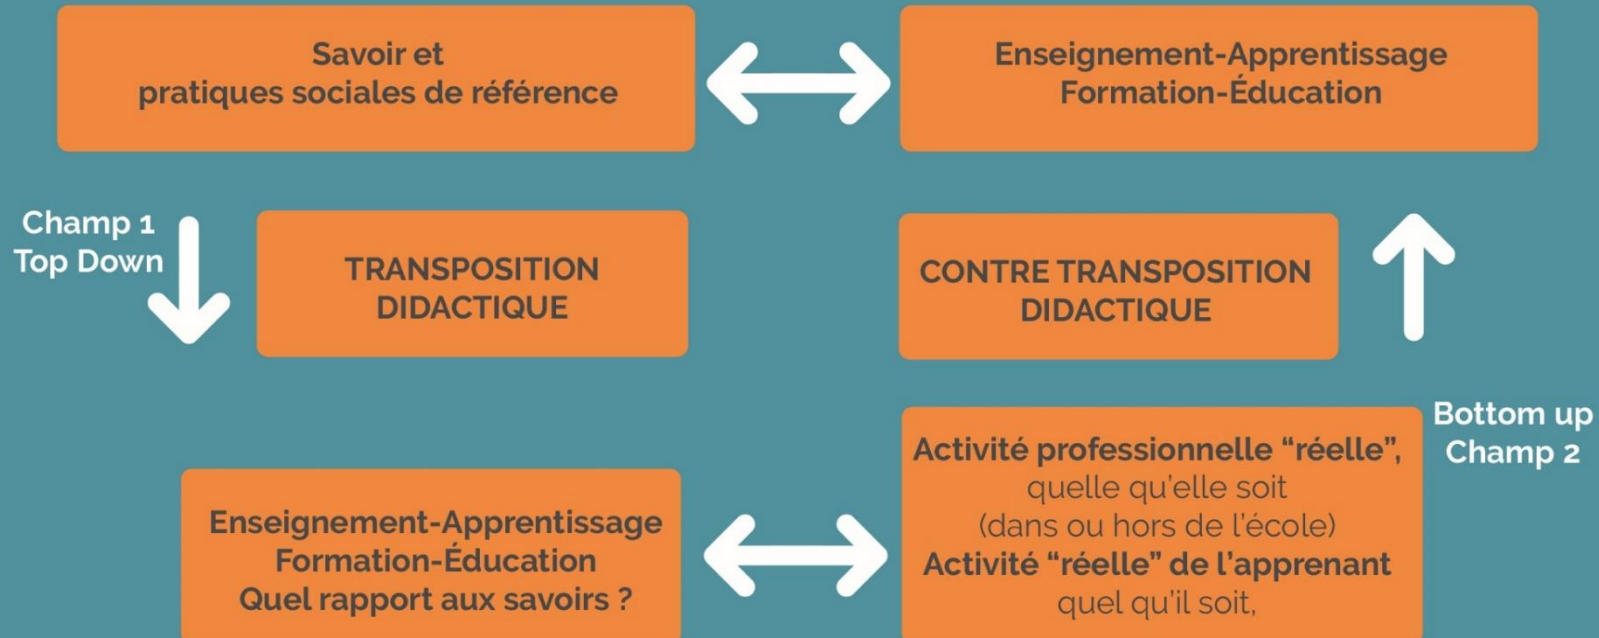 Savoir et
pratiques sociales de référence
Enseignement-Apprentissage
Formation-Éducation
Champ 1
Top Down
TRANSPOSITION
DIDACTIQUE
CONTRE TRANSPOSITION
DIDACTIQUE
Enseignement-Apprentissage
Formation-Éducation
Quel rapport aux savoirs ?
Activité professionnelle “réelle”,
quelle qu’elle soit
(dans ou hors de l’école)
Activité “réelle” de l’apprenant
quel qu’il soit,
Bottom up
Champ 2